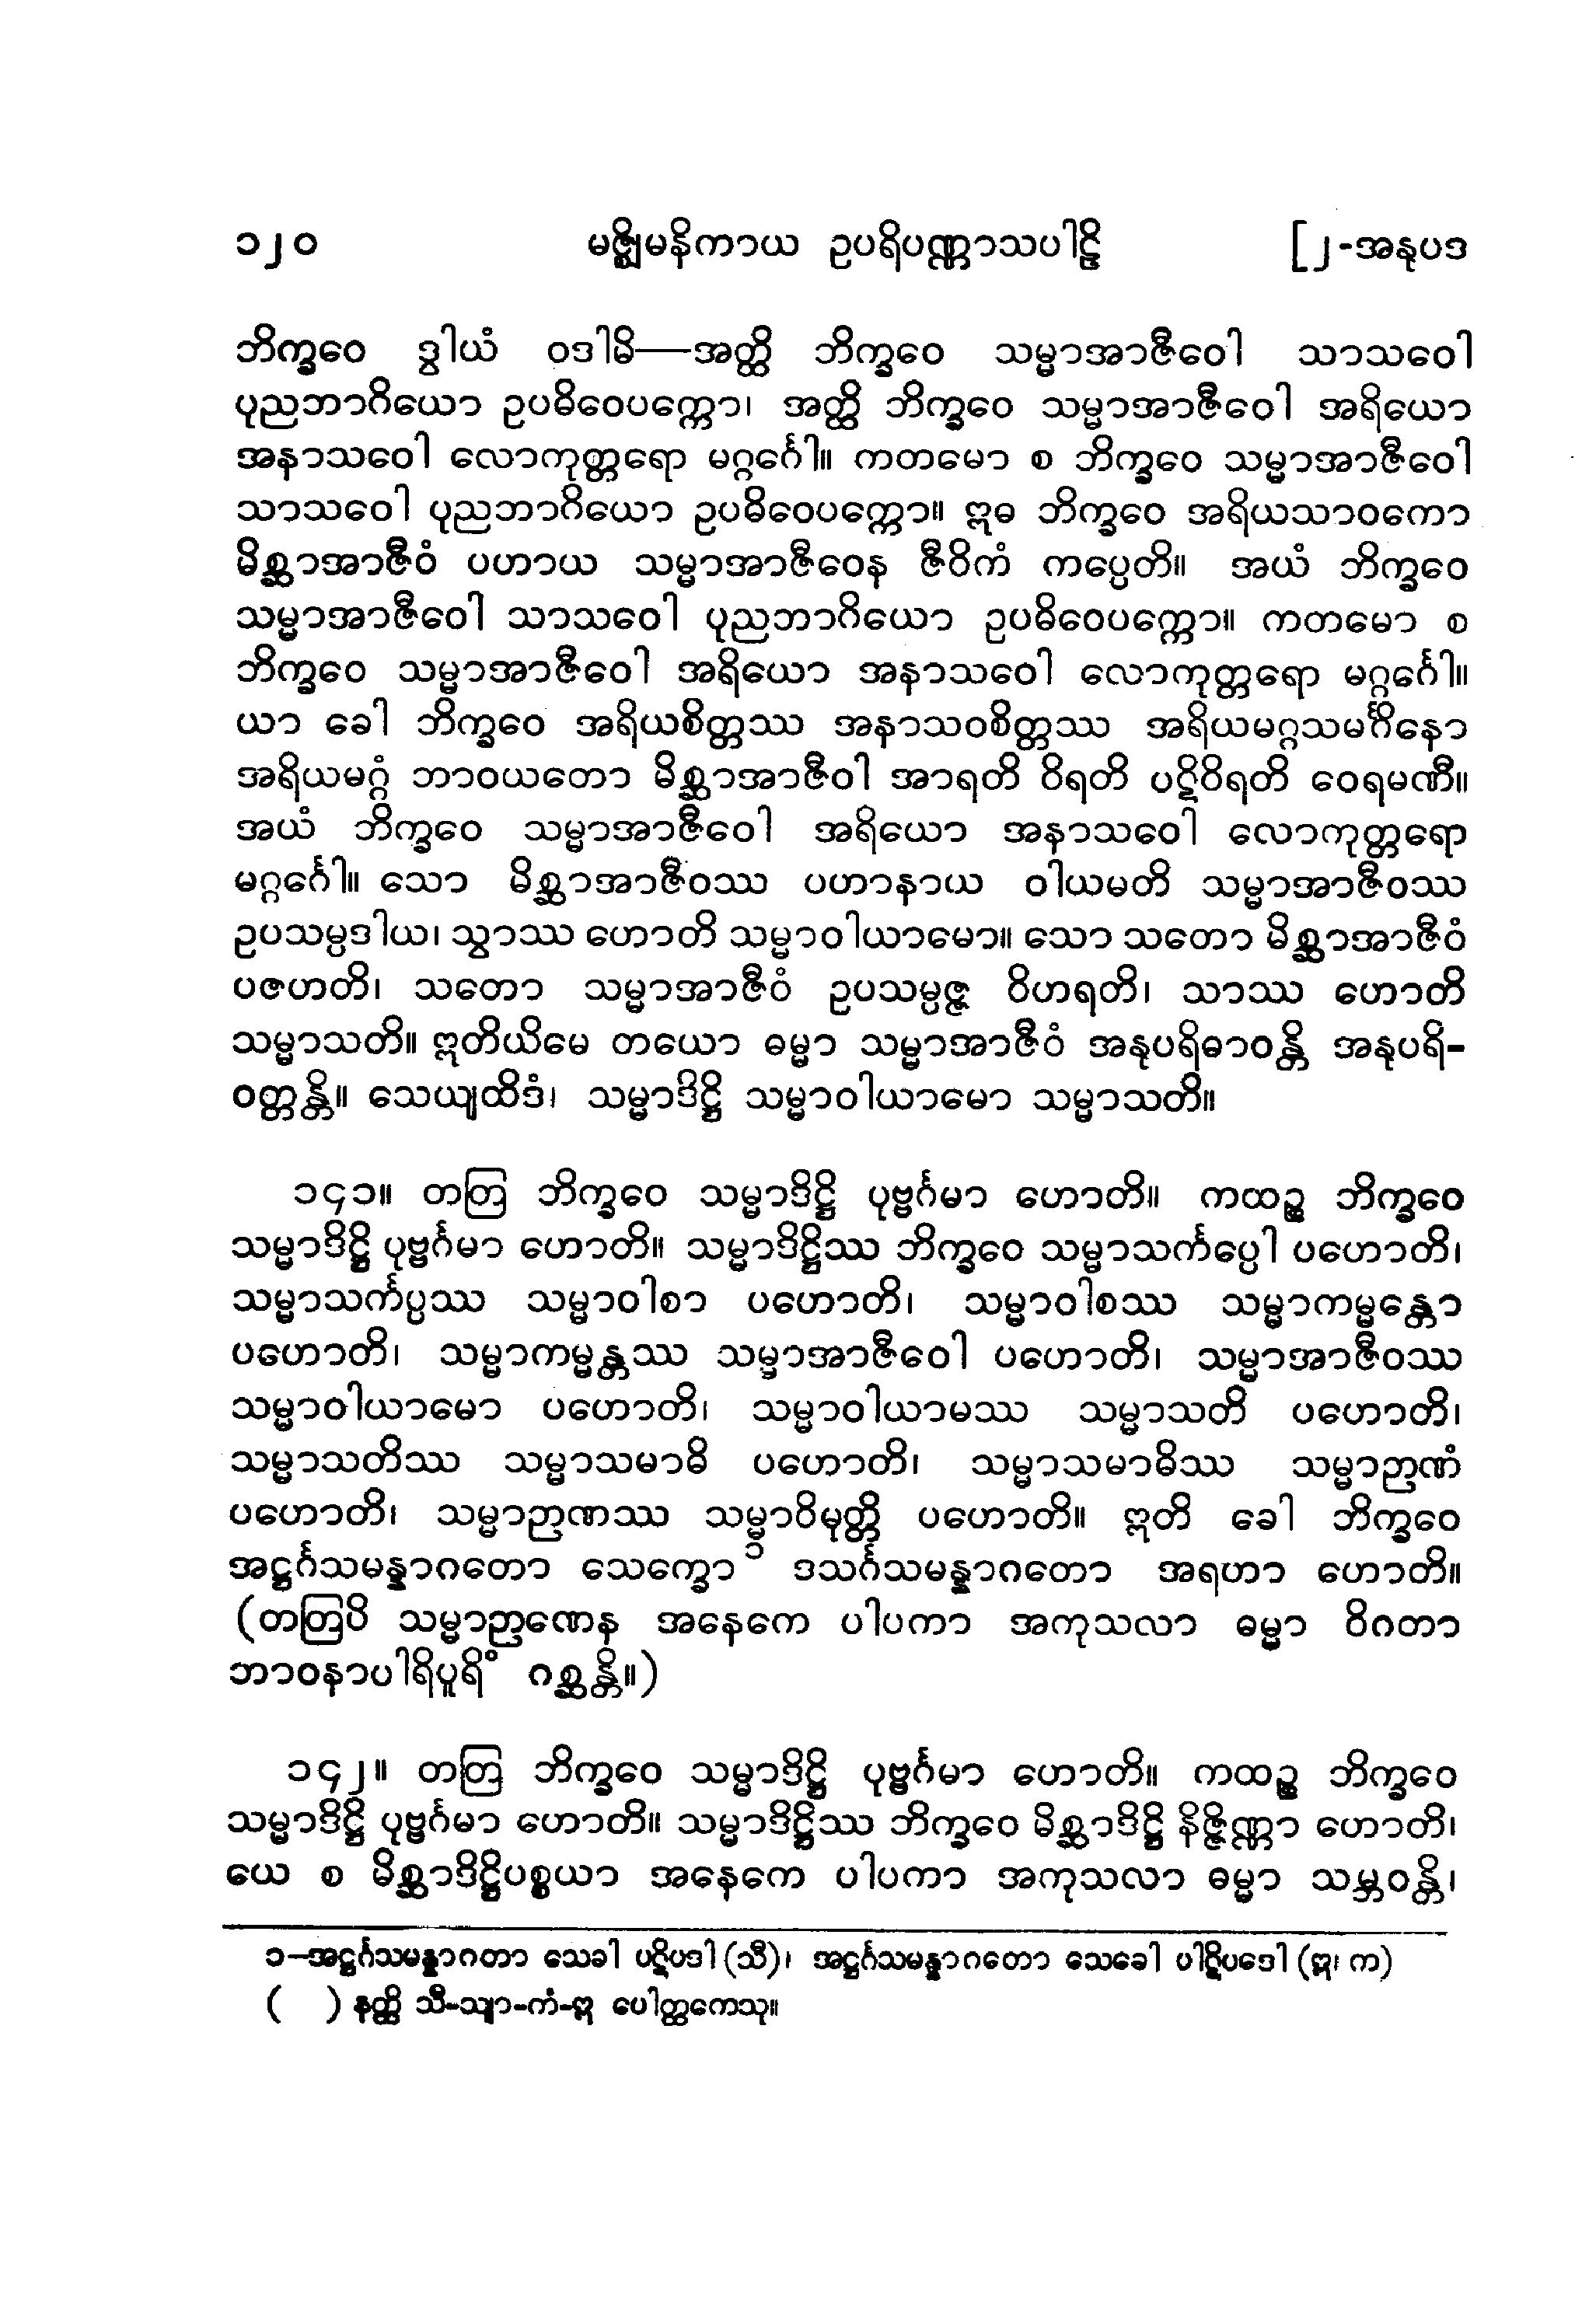 ၁၂၀ မဇ္ဈိမနိကာယ ဥပရိပဏ္ဏာသပါဠိ [၂-အနုပဒ
ဘိက္ခဝေ ဒွါယံ ဝဒါမိ—အတ္ထိ ဘိက္ခဝေ သမ္မာအာဇီဝေါ သာသဝေါ
ပုညဘာဂိယော ဥပဓိဝေပက္ကော၊ အတ္ထိ ဘိက္ခဝေ သမ္မာအာဇီဝေါ အရိယော
အနာသဝေါ လောကုတ္တရော မဂ္ဂင်္ဂေါ။ ကတမော စ ဘိက္ခဝေ သမ္မာအာဇီဝေါ
သာသဝေါ ပုညဘာဂိယော ဥပဓိဝေပက္ကော။ ဣဓ ဘိက္ခဝေ အရိယသာဝကော
မိစ္ဆာအာဇီဝံ ပဟာယ သမ္မာအာဇီဝေန ဇီဝိကံ ကပ္ပေတိ။ အယံ ဘိက္ခဝေ
သမ္မာအာဇီဝေါ သာသဝေါ ပုညဘာဂိယော ဥပဓိဝေပက္ကော။ ကတမော စ
ဘိက္ခဝေ သမ္မာအာဇီဝေါ အရိယော အနာသဝေါ လောကုတ္တရော မဂ္ဂင်္ဂေါ။
ယာ ခေါ ဘိက္ခဝေ အရိယစိတ္တဿ အနာသဝစိတ္တဿ အရိယမဂ္ဂသမင်္ဂိနော
အရိယမဂ္ဂံ ဘာဝယတော မိစ္ဆာအာဇီဝါ အာရတိ ဝိရတိ ပဋိဝိရတိ ဝေရမဏီ။
အယံ ဘိက္ခဝေ သမ္မာအာဇီဝေါ အရိယော အနာသဝေါ လောကုတ္တရော
မဂ္ဂင်္ဂေါ။ သော မိစ္ဆာအာဇီဝဿ ပဟာနာယ ဝါယမတိ သမ္မာအာဇီဝဿ
ဥပသမ္ပဒါယ၊ သွာဿ ဟောတိ သမ္မာဝါယာမော။ သော သတော မိစ္ဆာအာဇီဝံ
ပဇဟတိ၊ သတော သမ္မာအာဇီဝံ ဥပသမ္ပဇ္ဇ ဝိဟရတိ၊ သာဿ ဟောတိ
သမ္မာသတိ။ ဣတိယိမေ တယော ဓမ္မာ သမ္မာအာဇီဝံ အနုပရိဓာဝန္တိ အနုပရိ-
ဝတ္တန္တိ။ သေယျထိဒံ၊ သမ္မာဒိဋ္ဌိ သမ္မာဝါယာမော သမ္မာသတိ။
၁၄၁။ တတြ ဘိက္ခဝေ သမ္မာဒိဋ္ဌိ ပုဗ္ဗင်္ဂမာ ဟောတိ။ ကထဉ္စ ဘိက္ခဝေ
သမ္မာဒိဋ္ဌိ ပုဗ္ဗင်္ဂမာ ဟောတိ။ သမ္မာဒိဋ္ဌိဿ ဘိက္ခဝေ သမ္မာသင်္ကပ္ပေါ ပဟောတိ၊
သမ္မာသင်္ကပ္ပဿ သမ္မာဝါစာ ပဟောတိ၊ သမ္မာဝါစဿ သမ္မာကမ္မန္တော
ပဟောတိ၊ သမ္မာကမ္မန္တဿ သမ္မာအာဇီဝေါ ပဟောတိ၊ သမ္မာအာဇီဝဿ
သမ္မာဝါယာမော ပဟောတိ၊ သမ္မာဝါယာမဿ သမ္မာသတိ ပဟောတိ၊
သမ္မာသတိဿ သမ္မာသမာဓိ ပဟောတိ၊ သမ္မာသမာဓိဿ သမ္မာဉာဏံ
ပဟောတိ၊ သမ္မာဉာဏဿ သမ္မာဝိမုတ္တိ ပဟောတိ။ ဣတိ ခေါ ဘိက္ခဝေ
အဋ္ဌင်္ဂသမန္နာဂတော သေက္ခော၁ ဒသင်္ဂသမန္နာဂတော အရဟာ ဟောတိ။
(တတြပိ သမ္မာဉာဏေန အနေကေ ပါပကာ အကုသလာ ဓမ္မာ ဝိဂတာ
ဘာဝနာပါရိပူရိံ ဂစ္ဆန္တိ။)
၁၄၂။ တတြ ဘိက္ခဝေ သမ္မာဒိဋ္ဌိ ပုဗ္ဗင်္ဂမာ ဟောတိ။ ကထဉ္စ ဘိက္ခဝေ
သမ္မာဒိဋ္ဌိ ပုဗ္ဗင်္ဂမာ ဟောတိ။ သမ္မာဒိဋ္ဌိဿ ဘိက္ခဝေ မိစ္ဆာဒိဋ္ဌိ နိဇ္ဇိဏ္ဏာ ဟောတိ၊
ယေ စ မိစ္ဆာဒိဋ္ဌိပစ္စယာ အနေကေ ပါပကာ အကုသလာ ဓမ္မာ သမ္ဘဝန္တိ၊
၁—အဋ္ဌင်္ဂသမန္နာဂတာ သေခါ ပဋိပဒါ (သီ)၊ အဋ္ဌင်္ဂသမန္နာဂတော သေခေါ ပါဋိပဒေါ (ဣ၊ က)
( ) နတ္ထိ သီ-သျာ-ကံ-ဣ ပေါတ္ထကေသု။